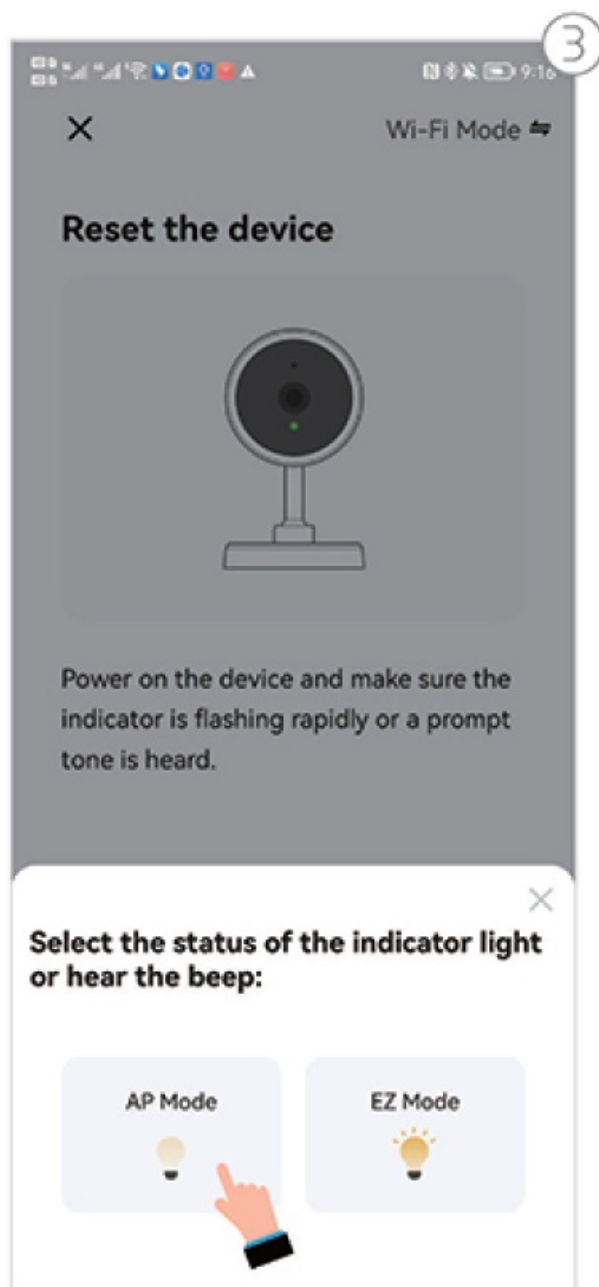 3
9:16
Wi-Fi Mode
Reset the device
Power on the device and make sure the
indicator is flashing rapidly or a prompt
tone is heard.
Select the status of the indicator light
or hear the beep:
AP Mode
EZ Mode